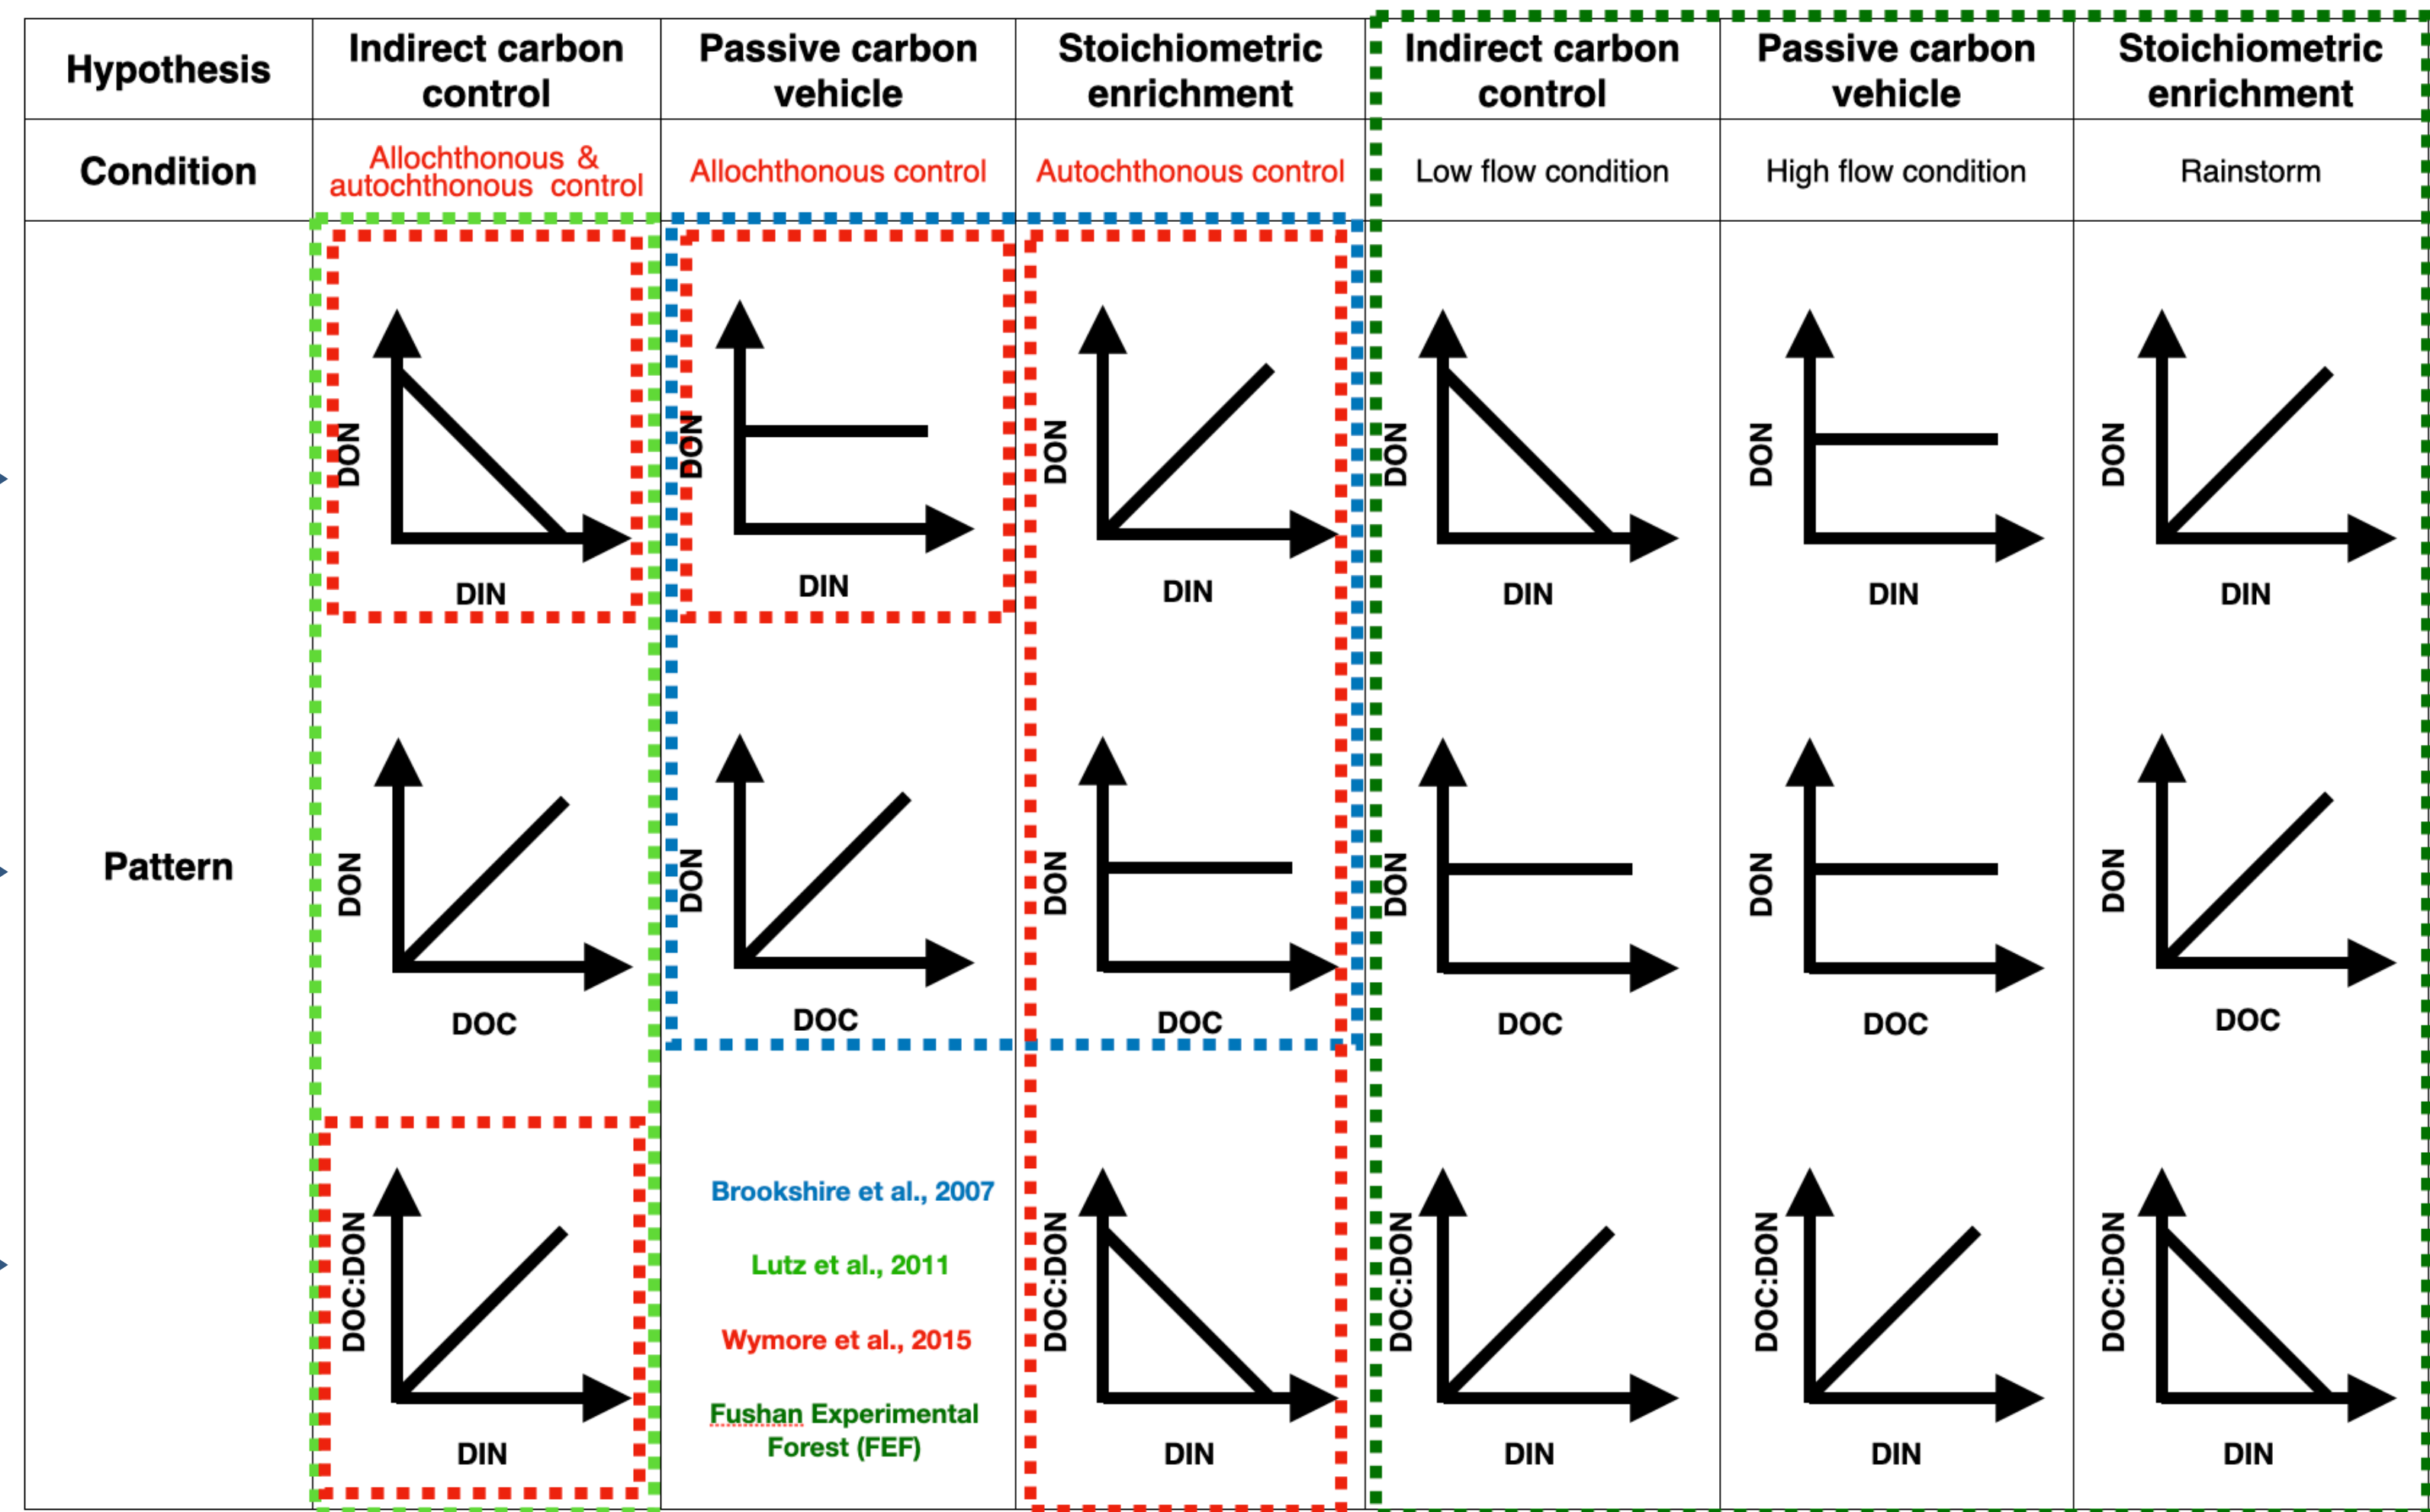 Hypothesis
Indirect carbon
control
Passive carbon
vehicle
Stoichiometric
enrichment
Indirect carbon
control
Passive carbon
vehicle
Stoichiometric
enrichment
Condition
Allochthonous &
autochthonous control
Allochthonous control
Autochthonous control
Low flow condition
High flow condition
Rainstorm
Pattern
DON
DIN
DON
DIN
DON
DIN
DON
DIN
DON
DIN
DON
DIN
DON
DOC
DON
DOC
DON
DOC
DON
DOC
DON
DOC
DON
DOC
DOC:DON
DIN
Brookshire et al., 2007
Lutz et al., 2011
Wymore et al., 2015
Fushan Experimental
Forest (FEF)
DOC:DON
DIN
DOC:DON
DIN
DOC:DON
DIN
DOC:DON
DIN